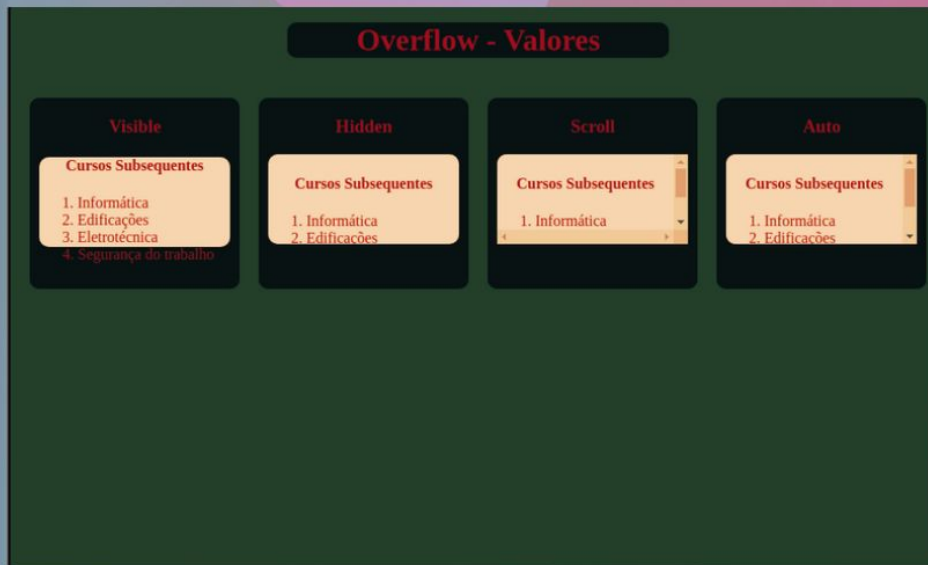 Overflow - Valores
Visible
Cursos Subsequentes
1. Informática
2. Edificações
3. Eletrotécnica
4. Segurança do trabalho
Hidden
Cursos Subsequentes
1. Informática
2. Edificações
Scroll
Cursos Subsequentes
1. Informática
Auto
Cursos Subsequentes
1. Informática
2. Edificações